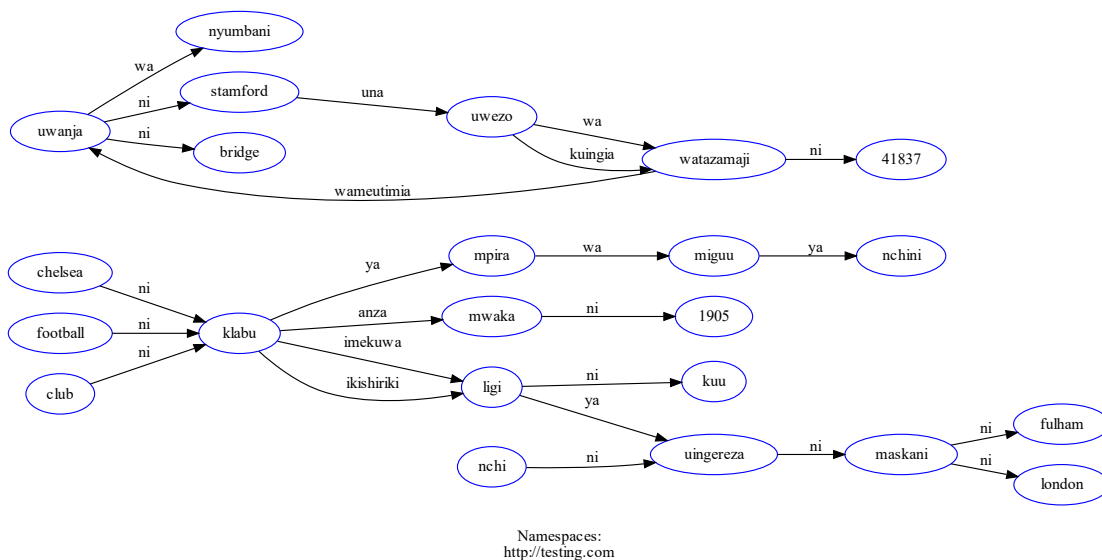 nyumbani
wa
stamford
una
ni
uwezo
wa
uwanja
ni
bridge
kuingia
watazamaji
ni
41837
wameutimia
mpira
wa
miguu
ya
nchini
chelsea
ya
ni
anza
mwaka
ni
1905
football
ni
klabu
imekuwa
ni
ikishiriki
ligi
ni
kuu
club
ya
fulham
ni
nchi
ni
uingereza
ni
maskani
ni
london
Namespaces:
http://testing.com